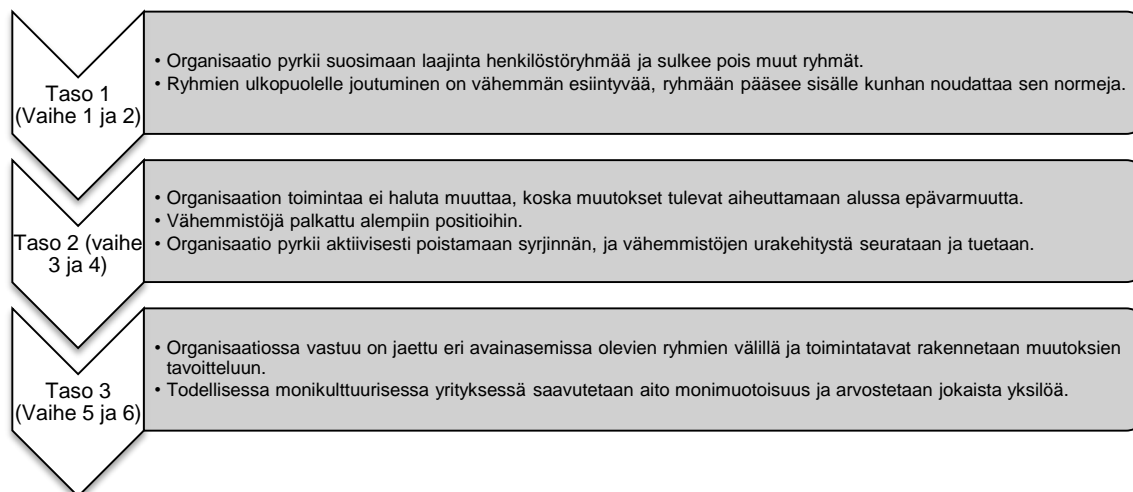 Taso 1
(Vaihe 1 ja 2)
• Organisaatio pyrkii suosimaan laajinta henkilöstöryhmää ja sulkee pois muut ryhmät.
• Ryhmien ulkopuolelle joutuminen on vähemmän esiintyvää, ryhmään pääsee sisälle kunhan noudattaa sen normeja.
Taso 2 (vaihe
3 ja 4)
• Organisaation toimintaa ei haluta muuttaa, koska muutokset tulevat aiheuttamaan alussa epävarmuutta.
• Vähemmistöjä palkattu alempiin positioihin.
• Organisaatio pyrkii aktiivisesti poistamaan syrjinnän, ja vähemmistöjen urakehitystä seurataan ja tuetaan.
Taso 3
(Vaihe 5 ja 6)
• Organisaatiossa vastuu on jaettu eri avainasemissa olevien ryhmien välillä ja toimintatavat rakennetaan muutoksien
tavoitteluun.
• Todellisessa monikulttuurisessa yrityksessä saavutetaan aito monimuotoisuus ja arvostetaan jokaista yksilöä.